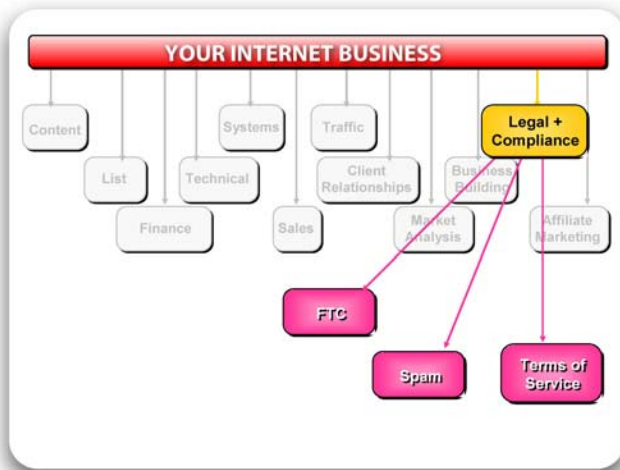 YOUR INTERNET BUSINESS
Content
Systems
Traffic
Legal +
Compliance
List
Technical
Client
Relationships
Business
Building
Finance
Sales
Market
Analysis
Affiliate
Marketing
FTC
Spam
Terms of
Service